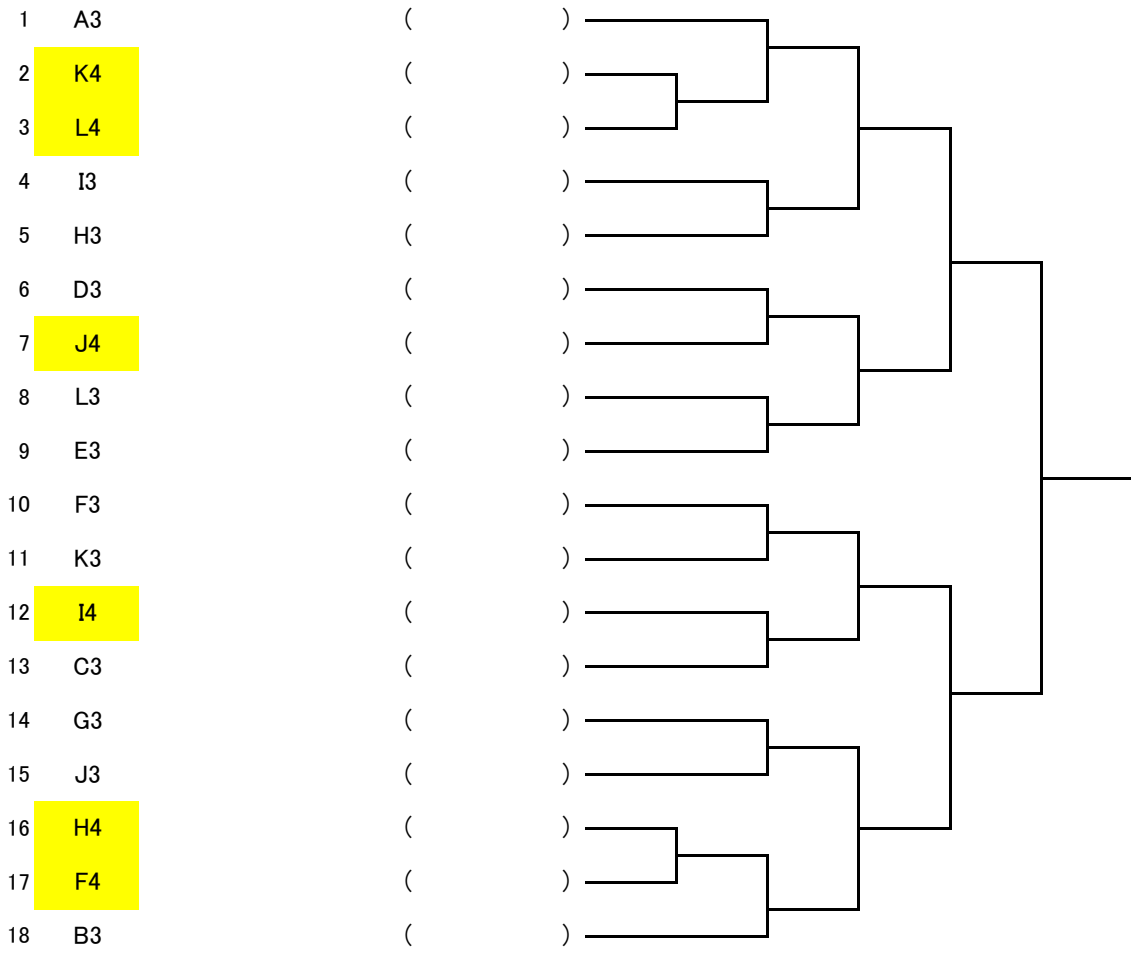 1 A3 ( )
2 K4 ( )
3 L4 ( )
4 I3 ( )
5 H3 ( )
6 D3 ( )
7 J4 ( )
8 L3 ( )
9 E3 ( )
10 F3 ( )
11 K3 ( )
12 I4 ( )
13 C3 ( )
14 G3 ( )
15 J3 ( )
16 H4 ( )
17 F4 ( )
18 B3 ( )